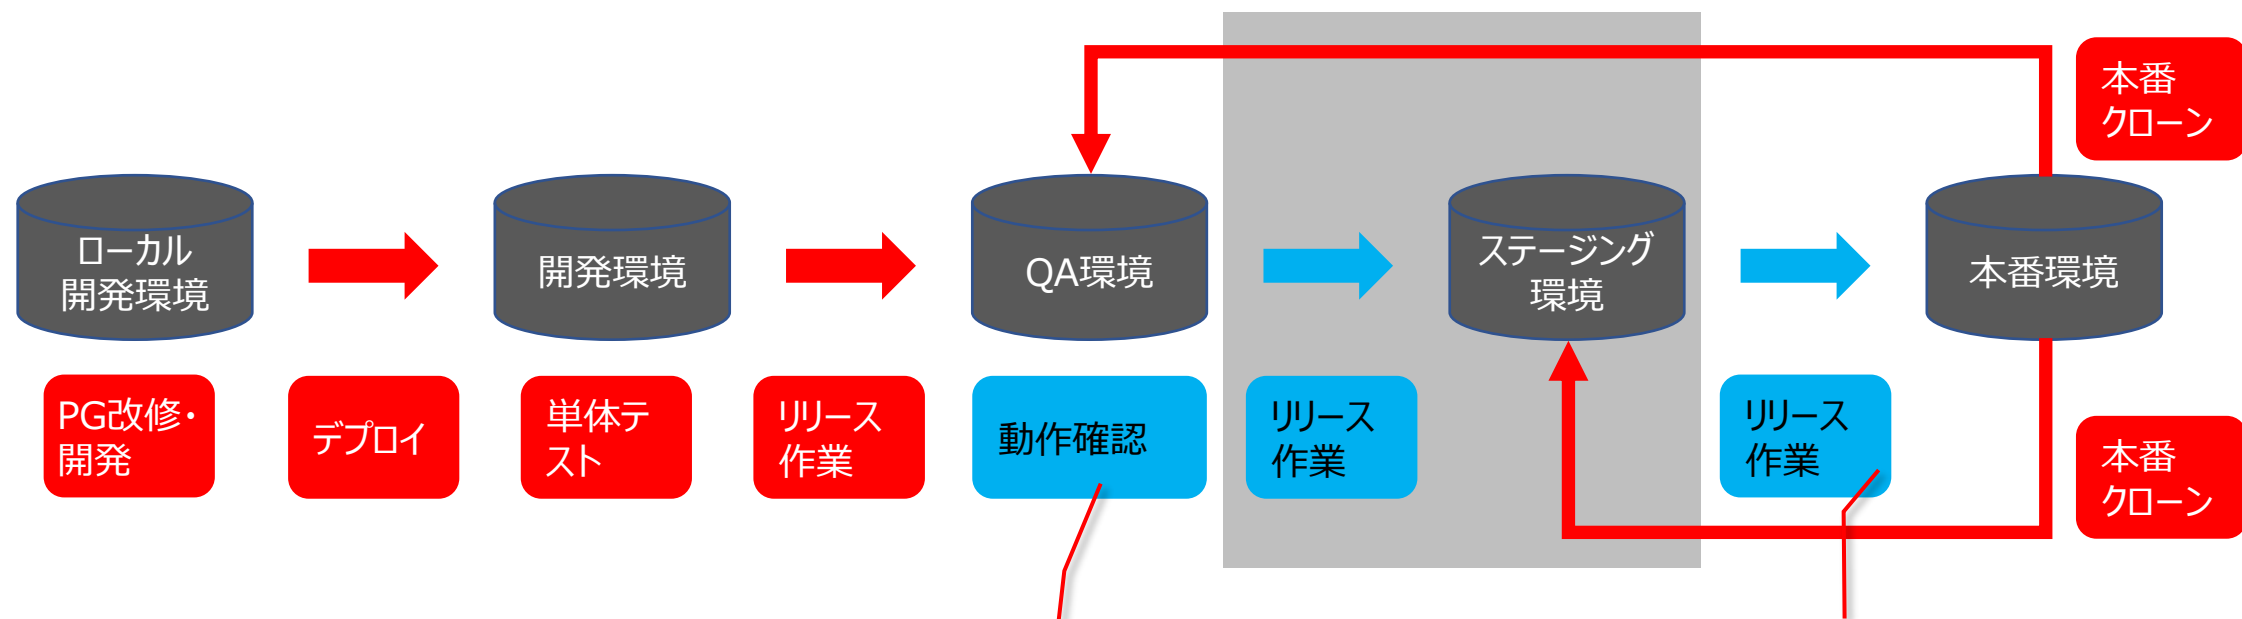 本番
クローン
ローカル
開発環境
開発環境
QA環境
ステージング
環境
本番環境
PG改修・
開発
デプロイ
単体テ
スト
リリース
作業
動作確認
リリース
作業
リリース
作業
本番
クローン